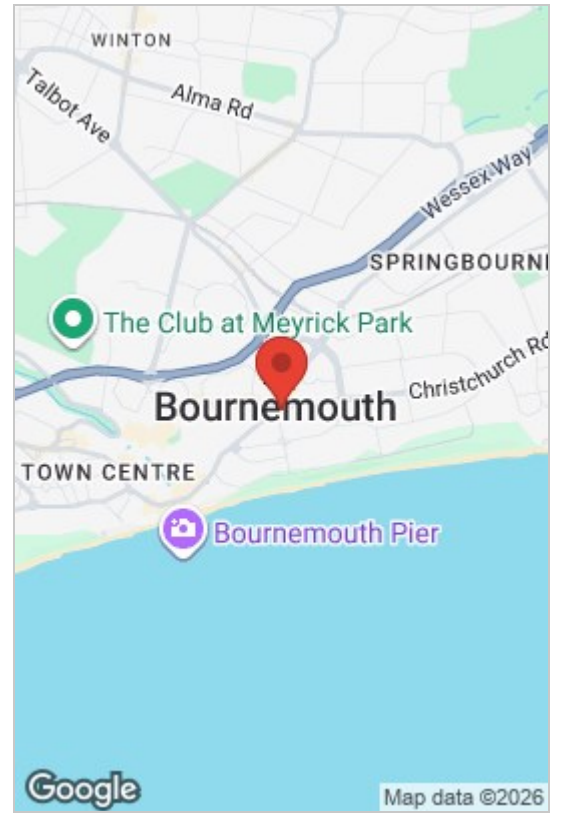 WINTON
Talbot Ave
Alma Rd
Wessex Way
SPRINGBOURN
The Club at Meyrick Park
Christchurch Rd
Bournemouth
TOWN CENTRE
Bournemouth Pier
Google
Map data ©2026